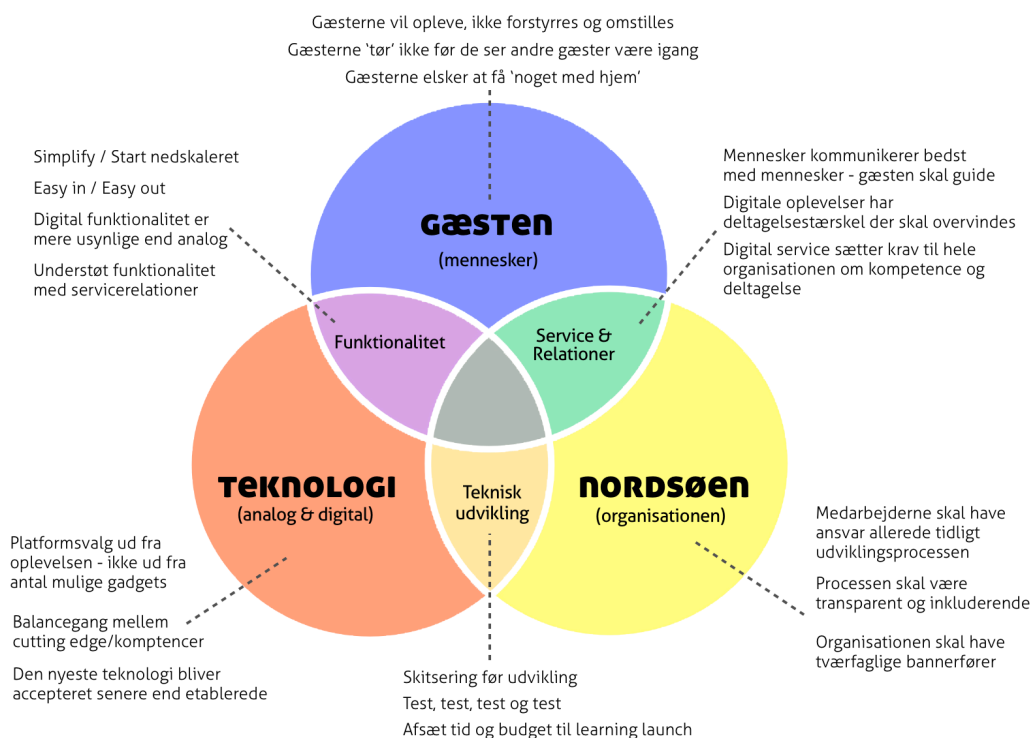 Gæsterne vil opleve, ikke forstyrres og omstilles
Gæsterne ‘tør’ ikke før de ser andre gæster være igang
Gæsterne elsker at få ‘noget med hjem’
Simplify / Start nedskaleret
Easy in / Easy out
Digital funktionalitet er
mere usynlige end analog
Understøt funktionalitet
med servicerelationer
Mennesker kommunikerer bedst
med mennesker - gæsten skal guide
Digitale oplevelser har
deltagelsestærskel der skal overvindes
Digital service sætter krav til hele
organisationen om kompetence og
deltagelse
GÆSTEN
(mennesker)
Funktionalitet
Service &
Relationer
TEKNOLOGI
(analog & digital)
Teknisk
udvikling
NORDSØEN
(organisationen)
Platformsvalg ud fra
oplevelsen - ikke ud fra
antal mulige gadgets
Balancegang mellem
cutting edge/komptencer
Den nyeste teknologi bliver
accepteret senere end etablerede
Medarbejderne skal have
ansvar allerede tidligt
udviklingsprocessen
Processen skal være
transparent og inkluderende
Organisationen skal have
tværfaglige bannerfører
Skitsering før udvikling
Test, test, test og test
Afsæt tid og budget til learning launch